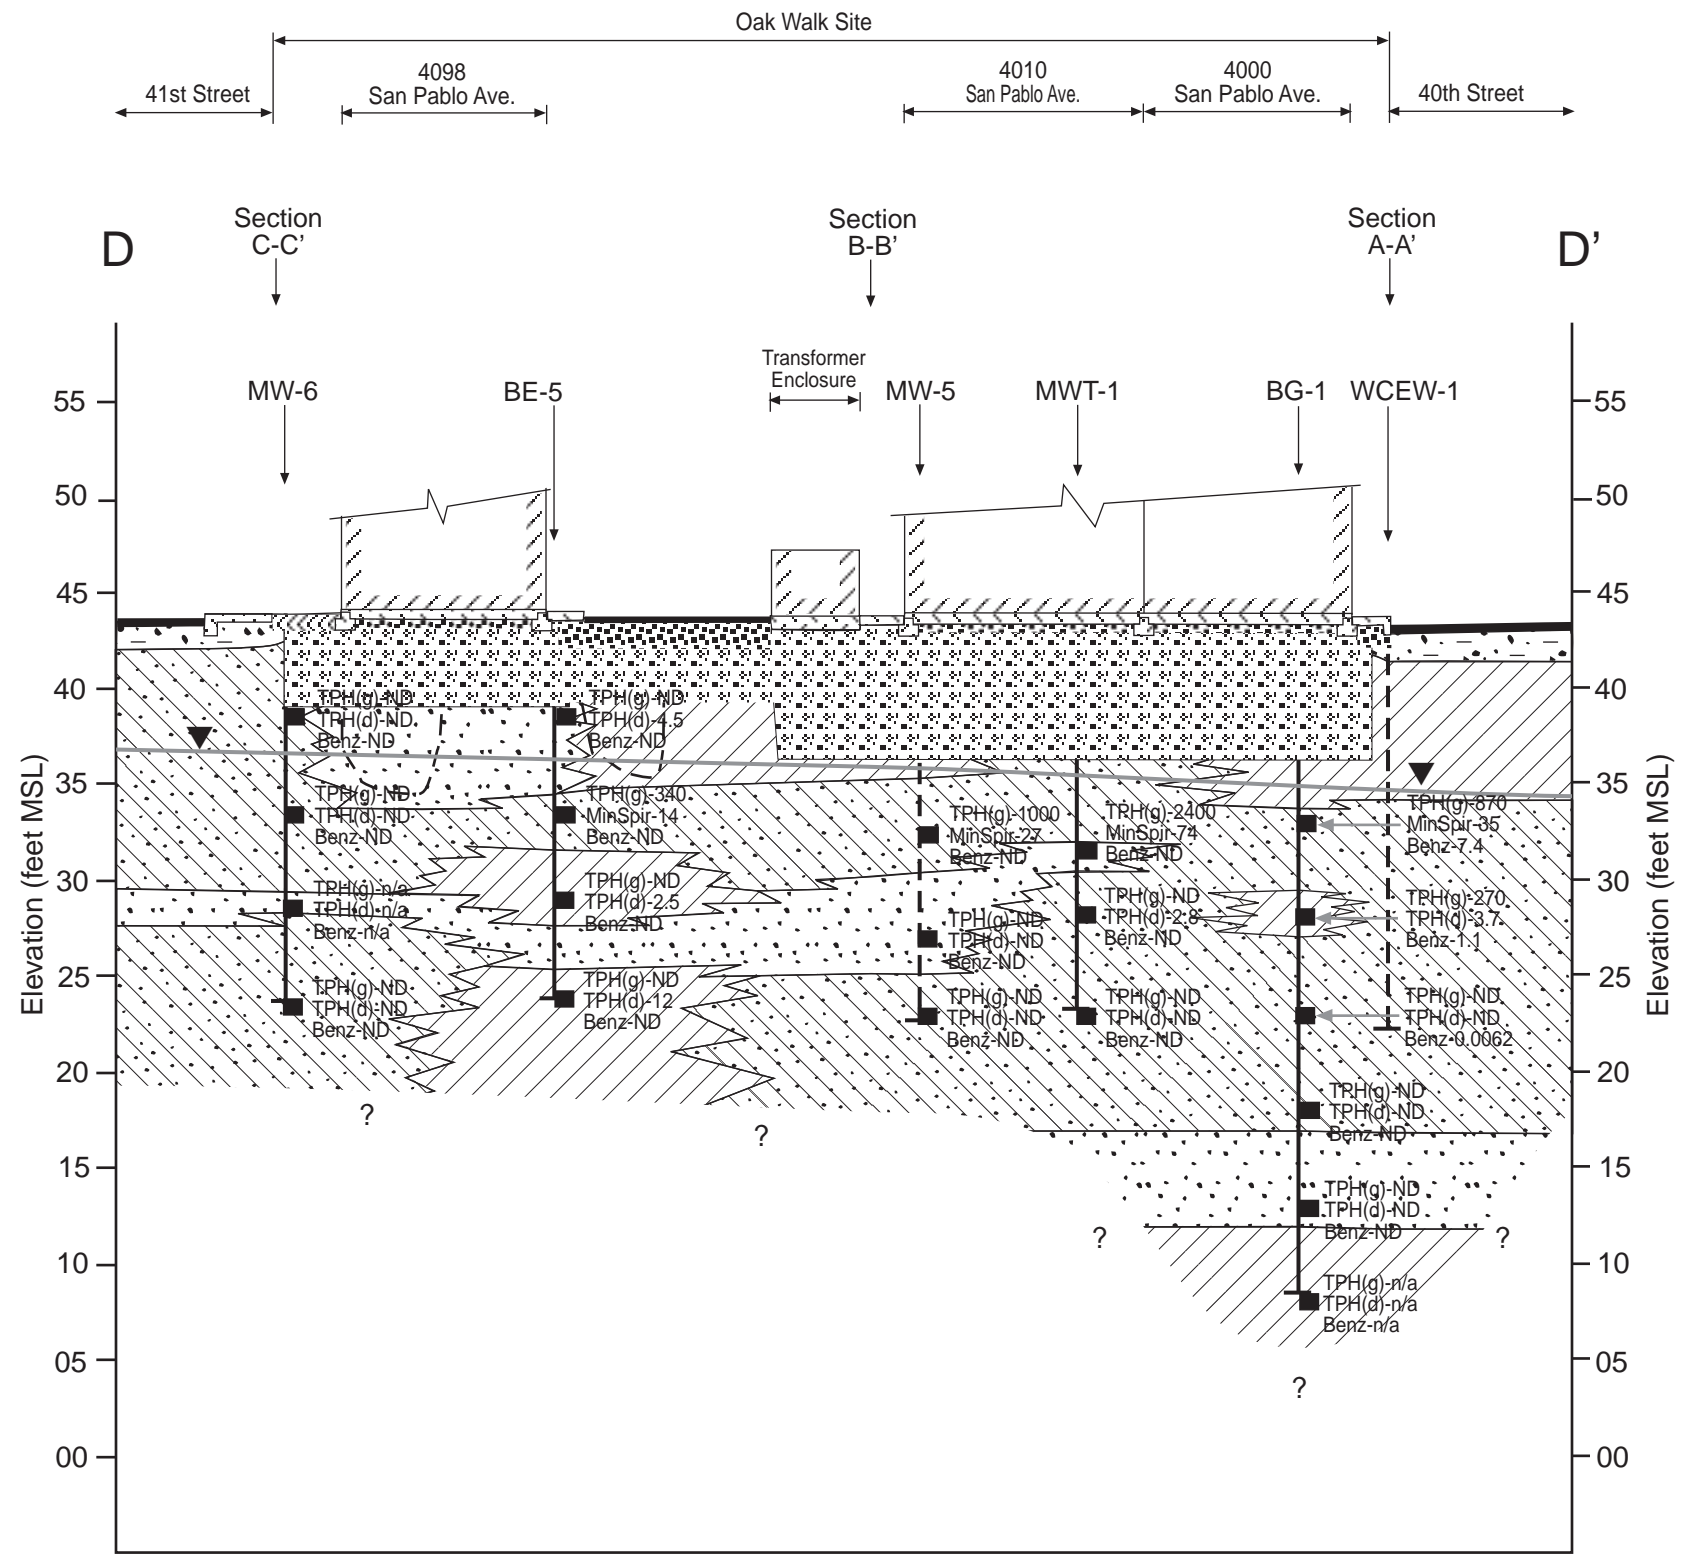 Oak Walk Site
41st Street
4098
San Pablo Ave.
4010
San Pablo Ave.
4000
San Pablo Ave.
40th Street
D
Section
C-C’
Section
B-B’
Section
A-A’
D’
Transformer
Enclosure
MW-6
BE-5
MW-5
MWT-1
BG-1
WCEW-1
Elevation (feet MSL)
55
50
45
40
35
30
25
20
15
10
05
00
TPH(g)-ND
TPH(d)-ND
Benz-ND
TPH(g)-ND
TPH(d)-ND
Benz-ND
TPH(g)-n/a
TPH(d)-n/a
Benz-n/a
TPH(g)-ND
TPH(d)-ND
Benz-ND
TPH(g)-ND
TPH(d)-4.5
Benz-ND
TPH(g)-340
MinSpir-14
Benz-ND
TPH(g)-ND
TPH(d)-2.5
Benz-ND
TPH(g)-ND
TPH(d)-12
Benz-ND
TPH(g)-1000
MinSpir-27
Benz-ND
TPH(g)-ND
TPH(d)-ND
Benz-ND
TPH(g)-ND
TPH(d)-ND
Benz-ND
TPH(g)-2400
MinSpir-74
Benz-ND
TPH(g)-ND
TPH(d)-2.8
Benz-ND
TPH(g)-ND
TPH(d)-ND
Benz-ND
TPH(g)-870
MinSpir-35
Benz-7.4
TPH(g)-270
TPH(d)-3.7
Benz-1.1
TPH(g)-ND
TPH(d)-ND
Benz-0.0062
TPH(g)-ND
TPH(d)-ND
Benz-ND
TPH(g)-ND
TPH(d)-ND
Benz-ND
TPH(g)-n/a
TPH(d)-n/a
Benz-n/a
?
?
?
?
?
55
50
45
40
35
30
25
20
15
10
05
00
Elevation (feet MSL)